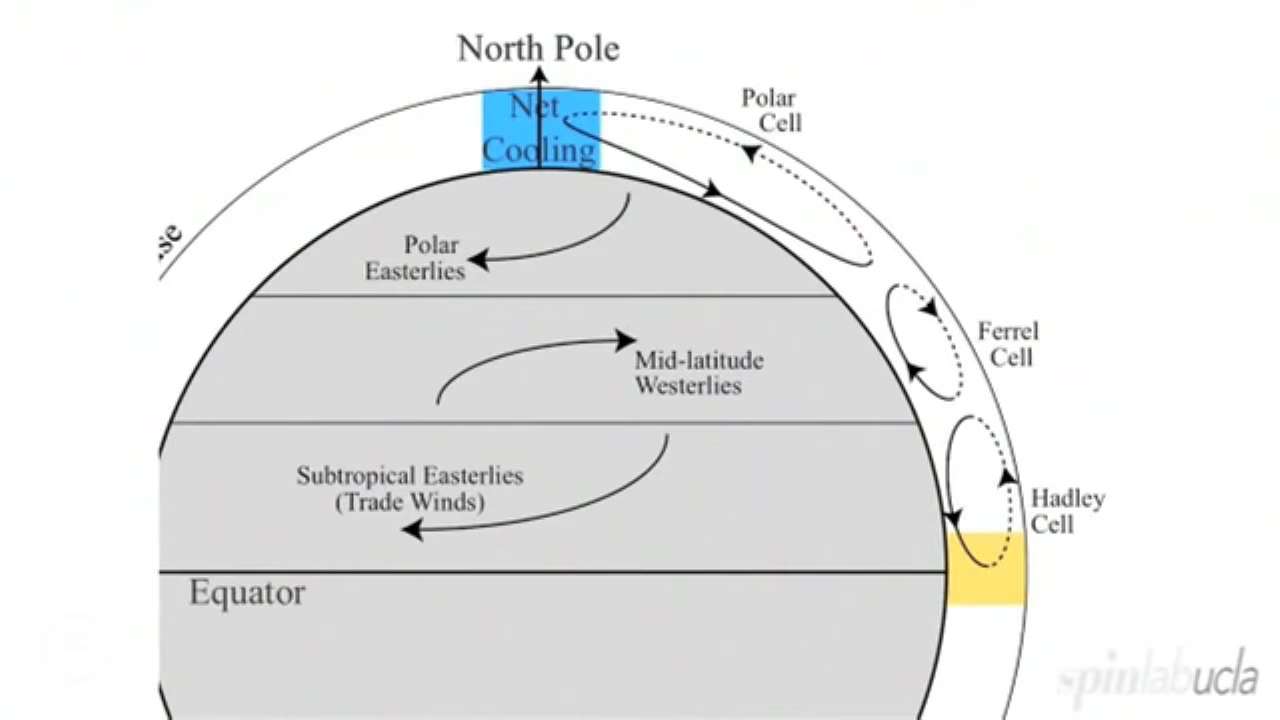 North Pole
Net
Cooling
Polar
Cell
Polar
Easterlies
Ferrel
Cell
Mid-latitude
Westerlies
Subtropical Easterlies
(Trade Winds)
Hadley
Cell
Equator
spinlabucla